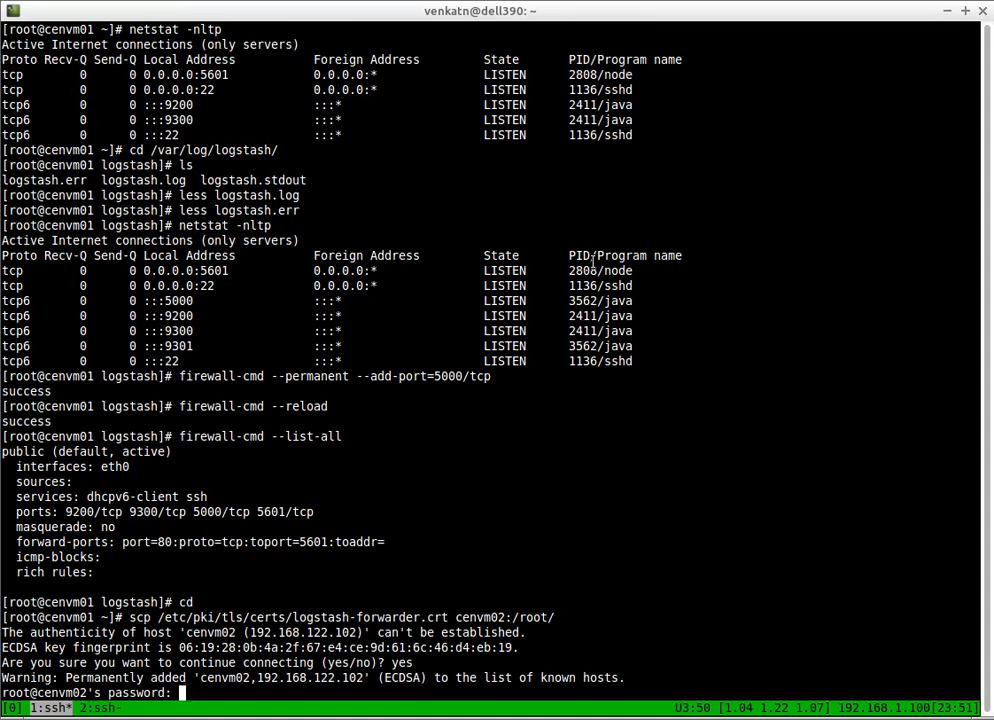 venkatn@dell390: ~
[root@cenvm01 ~]# netstat -nltp
Active Internet connections (only servers)
Proto Recv-Q Send-Q Local Address           Foreign Address         State       PID/Program name
tcp        0      0 0.0.0.0:5601            0.0.0.0:*               LISTEN      2808/node
tcp        0      0 0.0.0.0:22              0.0.0.0:*               LISTEN      1136/sshd
tcp6       0      0 :::9200                 :::*                    LISTEN      2411/java
tcp6       0      0 :::9300                 :::*                    LISTEN      2411/java
tcp6       0      0 :::22                   :::*                    LISTEN      1136/sshd
[root@cenvm01 ~]# cd /var/log/logstash/
[root@cenvm01 logstash]# ls
logstash.err  logstash.log  logstash.stdout
[root@cenvm01 logstash]# less logstash.log
[root@cenvm01 logstash]# less logstash.err
[root@cenvm01 logstash]# netstat -nltp
Active Internet connections (only servers)
Proto Recv-Q Send-Q Local Address           Foreign Address         State       PID/Program name
tcp        0      0 0.0.0.0:5601            0.0.0.0:*               LISTEN      2808/node
tcp        0      0 0.0.0.0:22              0.0.0.0:*               LISTEN      1136/sshd
tcp6       0      0 :::5000                 :::*                    LISTEN      3562/java
tcp6       0      0 :::9200                 :::*                    LISTEN      2411/java
tcp6       0      0 :::9300                 :::*                    LISTEN      2411/java
tcp6       0      0 :::9301                 :::*                    LISTEN      3562/java
tcp6       0      0 :::22                   :::*                    LISTEN      1136/sshd
[root@cenvm01 logstash]# firewall-cmd --permanent --add-port=5000/tcp
success
[root@cenvm01 logstash]# firewall-cmd --reload
success
[root@cenvm01 logstash]# firewall-cmd --list-all
public (default, active)
  interfaces: eth0
  sources:
  services: dhcpv6-client ssh
  ports: 9200/tcp 9300/tcp 5000/tcp 5601/tcp
  masquerade: no
  forward-ports: port=80:proto=tcp:toport=5601:toaddr=
  icmp-blocks:
  rich rules:
[root@cenvm01 logstash]# cd
[root@cenvm01 ~]# scp /etc/pki/tls/certs/logstash-forwarder.crt cenvm02:/root/
The authenticity of host 'cenvm02 (192.168.122.102)' can't be established.
ECDSA key fingerprint is 06:19:28:0b:4a:2f:67:e4:ce:9d:61:6c:46:d4:eb:19.
Are you sure you want to continue connecting (yes/no)? yes
Warning: Permanently added 'cenvm02,192.168.122.102' (ECDSA) to the list of known hosts.
root@cenvm02's password:
[0] 1:ssh* 2:ssh- U3:50 [1.04 1.22 1.07] 192.168.1.100[23:51]